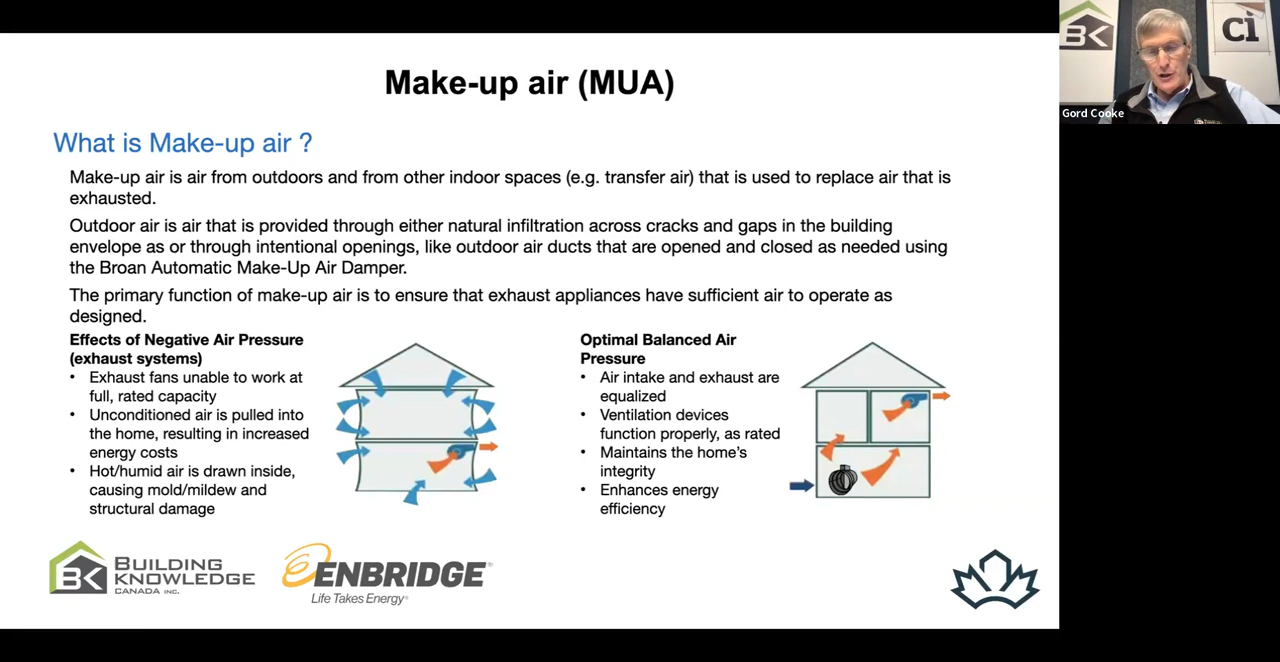 Make-up air (MUA)
What is Make-up air ?
Make-up air is air from outdoors and from other indoor spaces (e.g. transfer air) that is used to replace air that is
exhausted.
Outdoor air is air that is provided through either natural infiltration across cracks and gaps in the building
envelope as or through intentional openings, like outdoor air ducts that are opened and closed as needed using
the Broan Automatic Make-Up Air Damper.
The primary function of make-up air is to ensure that exhaust appliances have sufficient air to operate as
designed.
Effects of Negative Air Pressure
(exhaust systems)
• Exhaust fans unable to work at
full, rated capacity
• Unconditioned air is pulled into
the home, resulting in increased
energy costs
• Hot/humid air is drawn inside,
causing mold/mildew and
structural damage
Optimal Balanced Air
Pressure
• Air intake and exhaust are
equalized
• Ventilation devices
function properly, as rated
• Maintains the home's
integrity
• Enhances energy
efficiency
BK
BUILDING
KNOWLEDGE
CANADA INC.
ENBRIDGE®
Life Takes Energy®
BK
ci
Gord Cooke